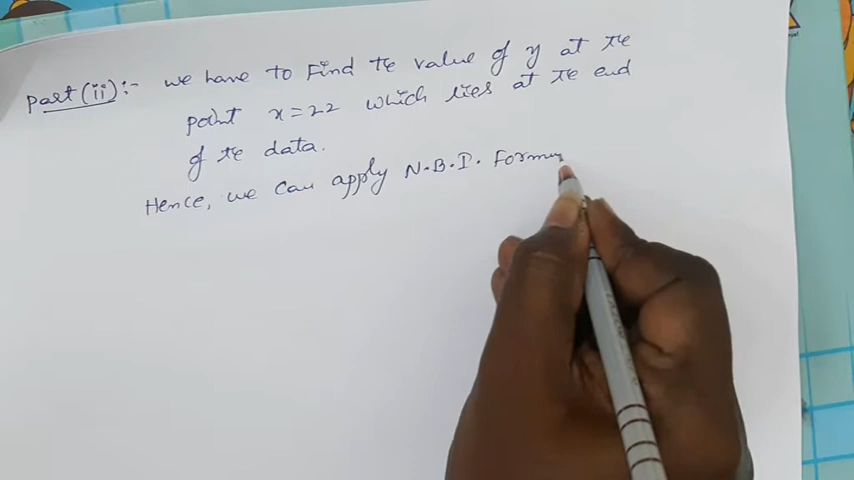 Part (ii) :- we have to Find the value of y at the
point x = 22 which lies at the end
of the data.
Hence, we can apply N.B.I. Formu